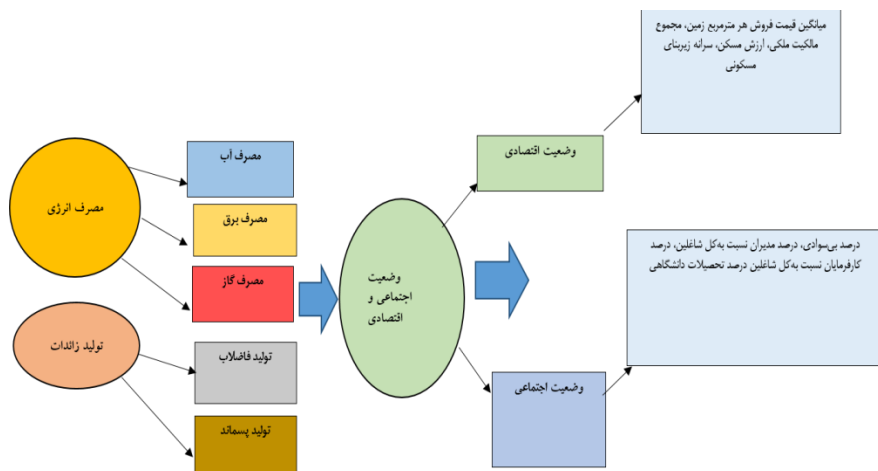 میانگین قیمت فروش هر مترمربع زمین، مجموع
مالکیت ملکی، ارزش مسکن، سرانه زیربنای
مسکونی
وضعیت اقتصادی
مصرف آب
مصرف انرژی
مصرف برق
درصد بی‌سوادی، درصد مدیران نسبت به‌کل شاغلین، درصد
کارفرمایان نسبت به‌کل شاغلین درصد تحصیلات دانشگاهی
مصرف گاز
وضعیت
اجتماعی و
اقتصادی
تولید زائدات
تولید فاضلاب
وضعیت اجتماعی
تولید پسماند